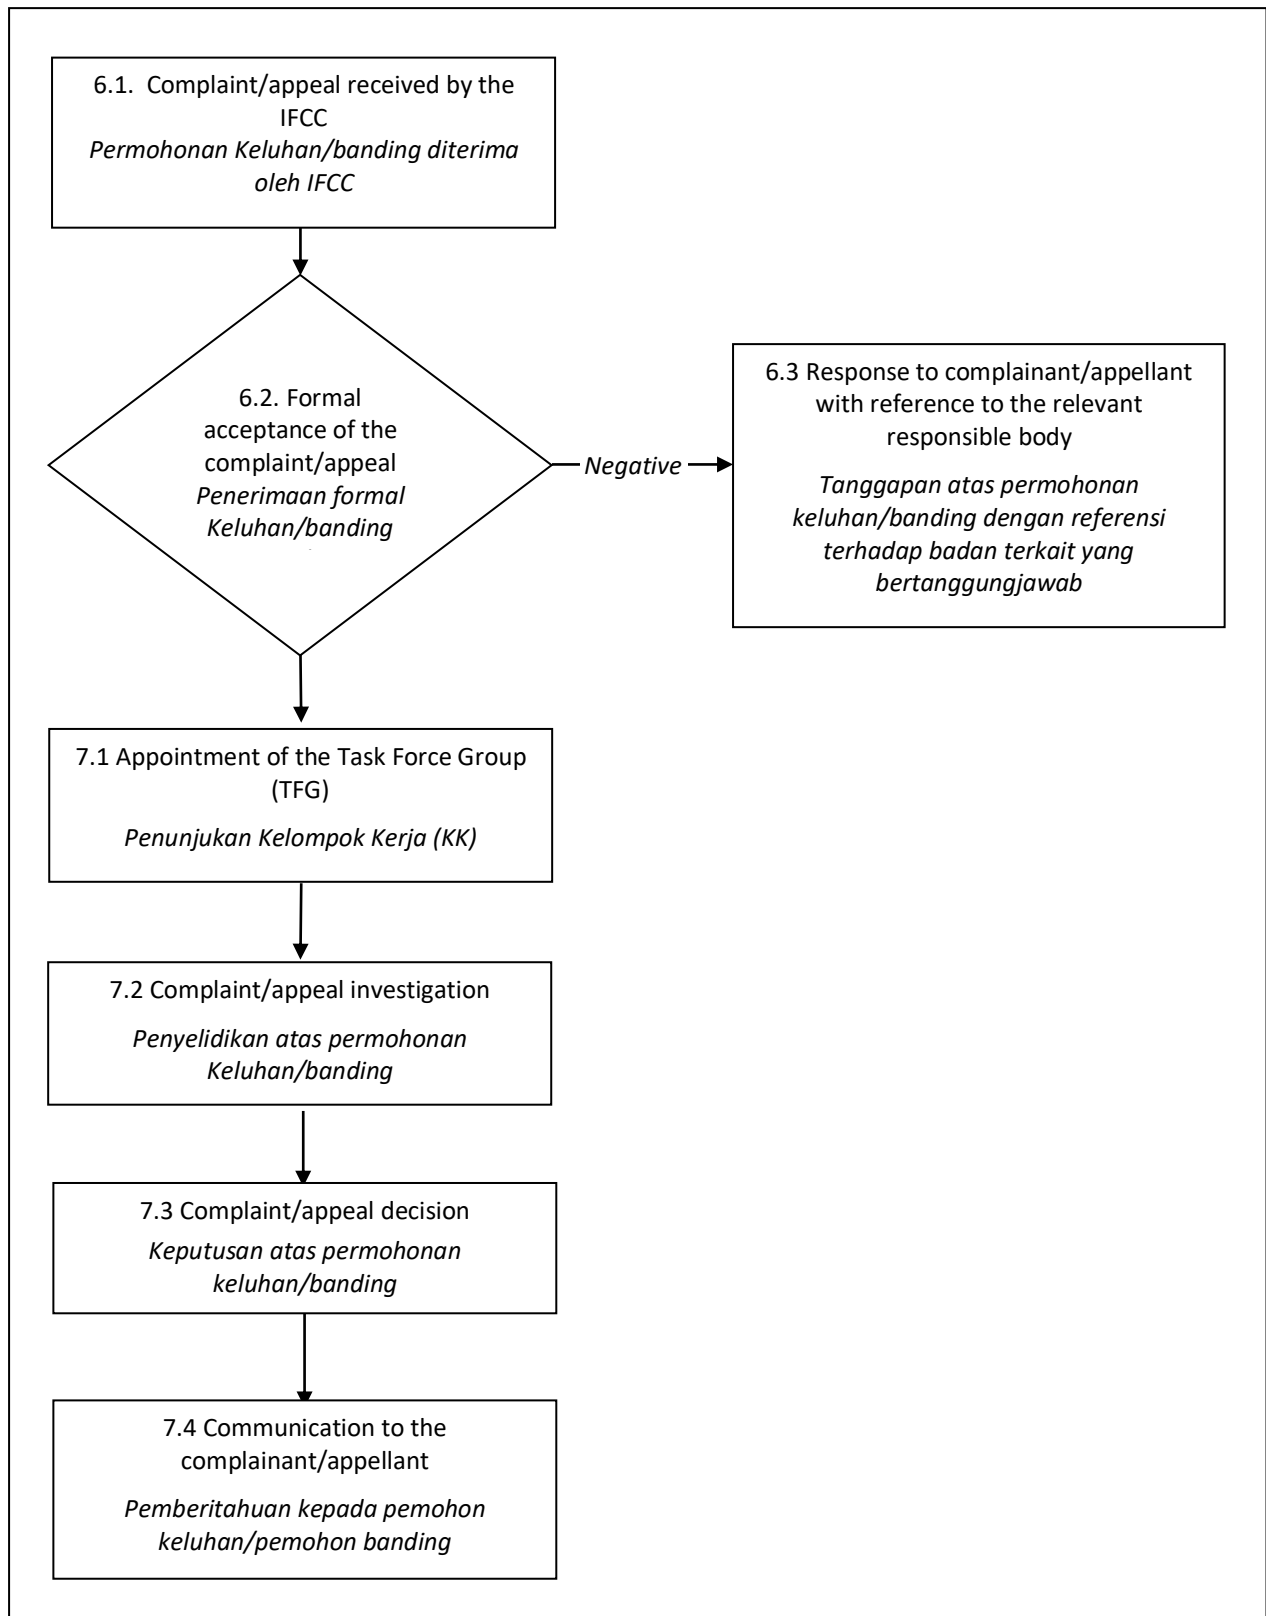 6.1.  Complaint/appeal received by the
IFCC
Permohonan Keluhan/banding diterima
oleh IFCC
6.2. Formal
acceptance of the
complaint/appeal
Penerimaan formal
Keluhan/banding
Negative
6.3 Response to complainant/appellant
with reference to the relevant
responsible body
Tanggapan atas permohonan
keluhan/banding dengan referensi
terhadap badan terkait yang
bertanggungjawab
7.1 Appointment of the Task Force Group
(TFG)
Penunjukan Kelompok Kerja (KK)
7.2 Complaint/appeal investigation
Penyelidikan atas permohonan
Keluhan/banding
7.3 Complaint/appeal decision
Keputusan atas permohonan
keluhan/banding
7.4 Communication to the
complainant/appellant
Pemberitahuan kepada pemohon
keluhan/pemohon banding